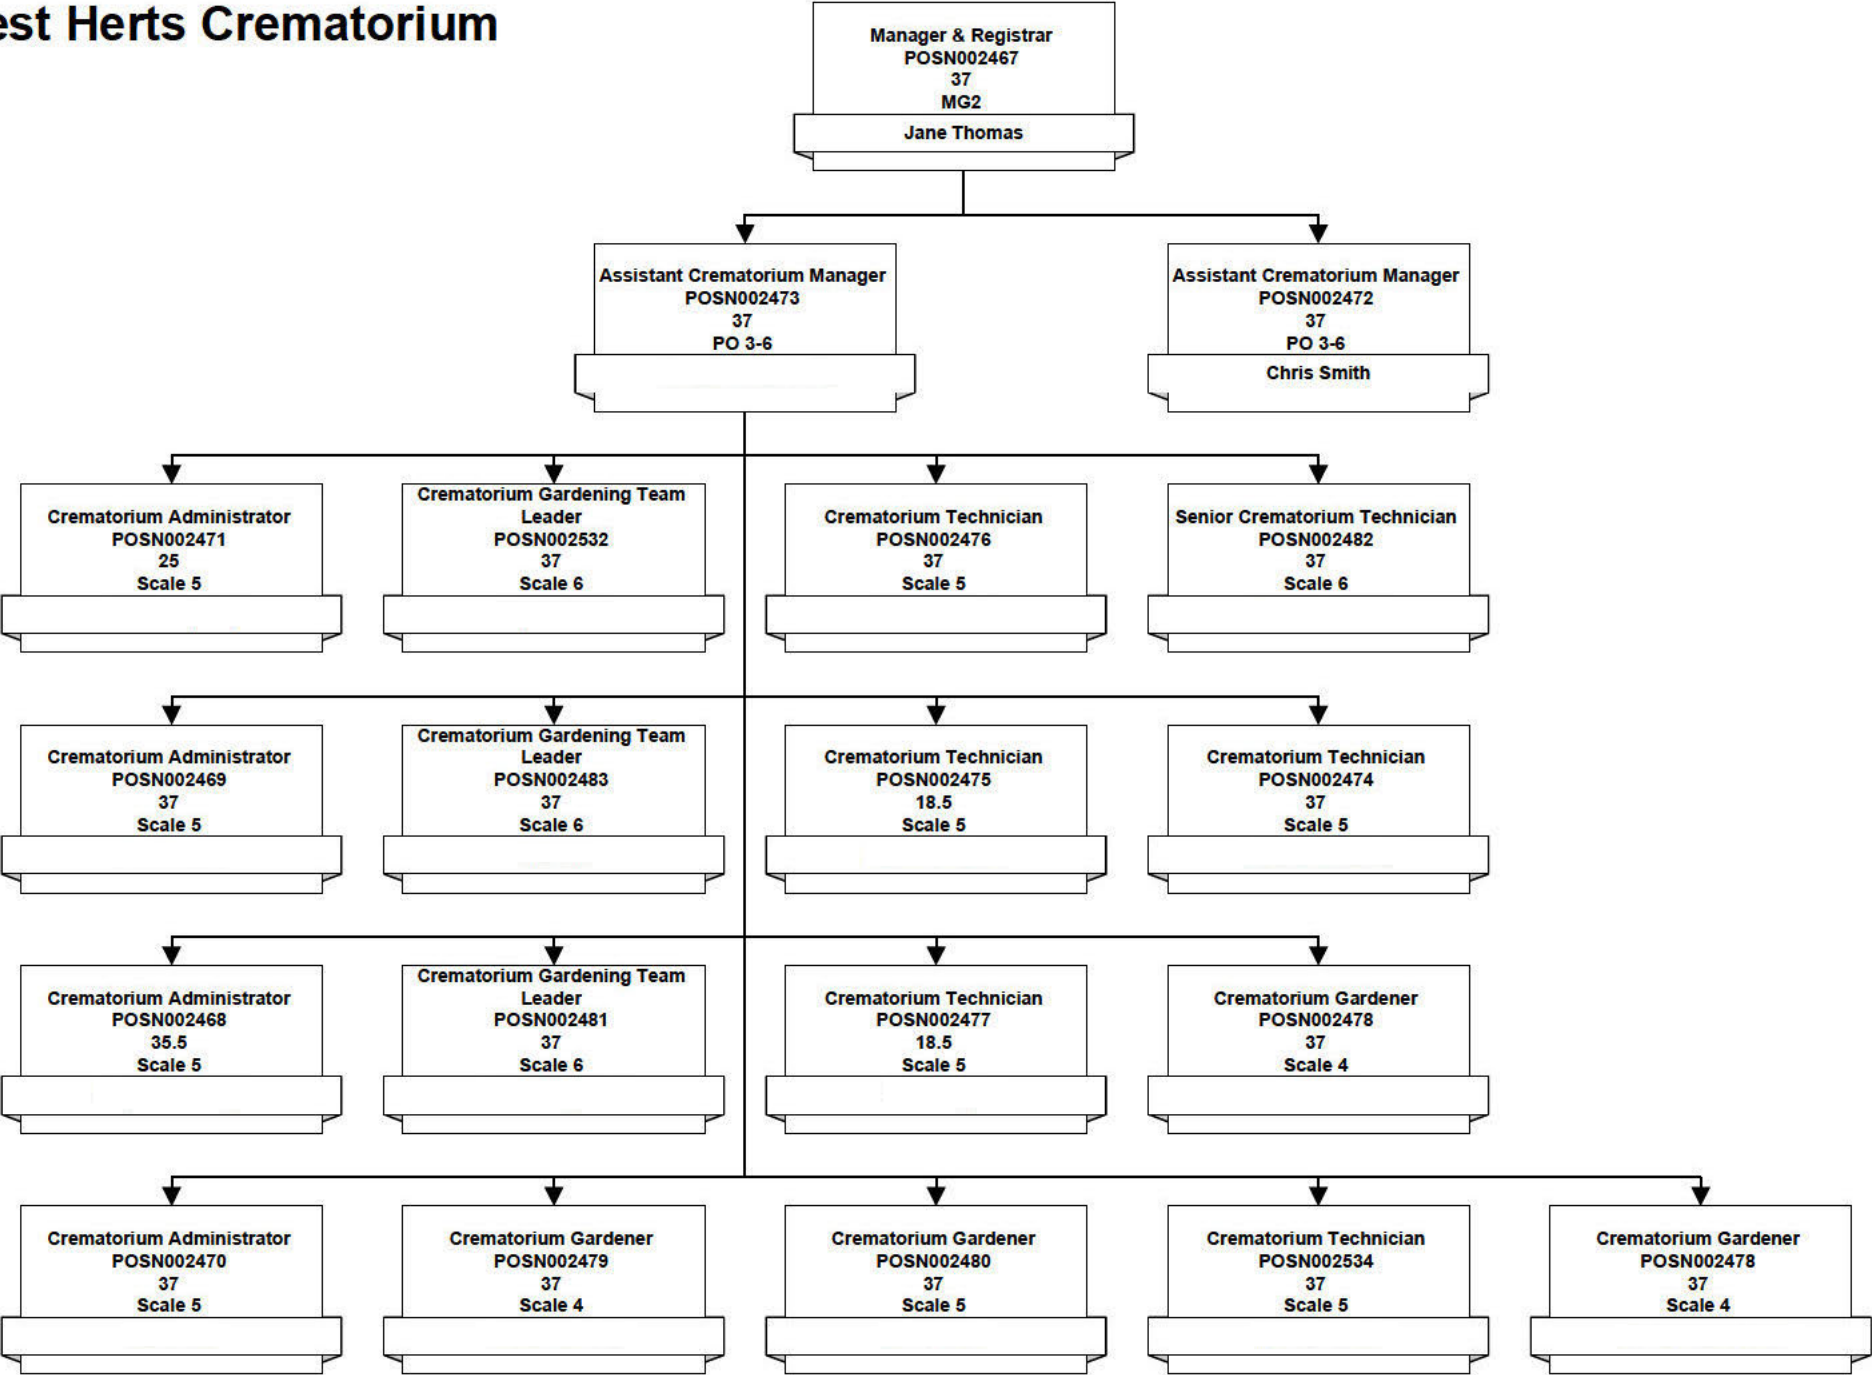 est Herts Crematorium
Manager & Registrar
POSN002467
37
MG2
Jane Thomas
Assistant Crematorium Manager
POSN002473
37
PO 3-6
Assistant Crematorium Manager
POSN002472
37
PO 3-6
Chris Smith
Crematorium Administrator
POSN002471
25
Scale 5
Crematorium Gardening Team
Leader
POSN002532
37
Scale 6
Crematorium Technician
POSN002476
37
Scale 5
Senior Crematorium Technician
POSN002482
37
Scale 6
Crematorium Administrator
POSN002469
37
Scale 5
Crematorium Gardening Team
Leader
POSN002483
37
Scale 6
Crematorium Technician
POSN002475
18.5
Scale 5
Crematorium Technician
POSN002474
37
Scale 5
Crematorium Administrator
POSN002468
35.5
Scale 5
Crematorium Gardening Team
Leader
POSN002481
37
Scale 6
Crematorium Technician
POSN002477
18.5
Scale 5
Crematorium Gardener
POSN002478
37
Scale 4
Crematorium Administrator
POSN002470
37
Scale 5
Crematorium Gardener
POSN002479
37
Scale 4
Crematorium Gardener
POSN002480
37
Scale 5
Crematorium Technician
POSN002534
37
Scale 5
Crematorium Gardener
POSN002478
37
Scale 4